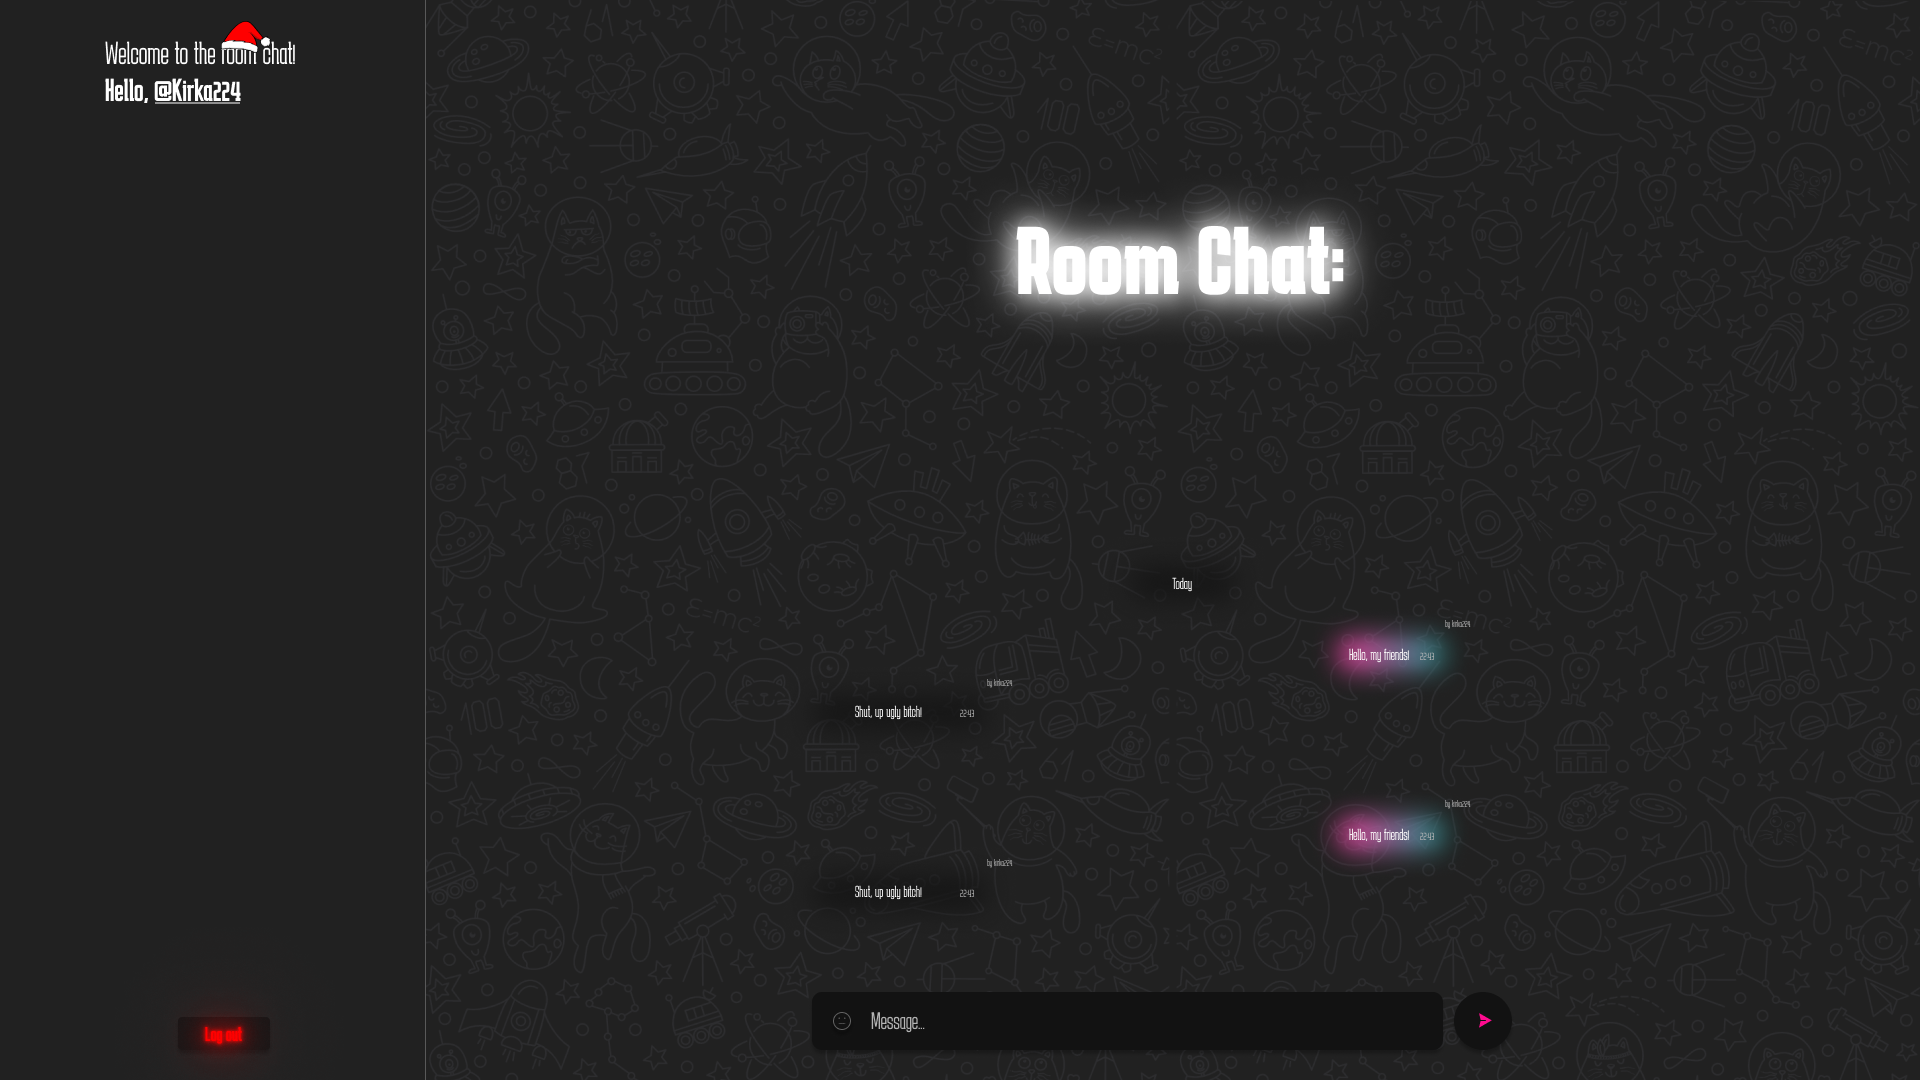 Welcome to the room chat!
Hello, @Kirka224
Room Chat:
Today
by kirka224
Hello, my friends! 22:43
by kirka224
Shut, up ugly bitch! 22:43
by kirka224
Hello, my friends! 22:43
by kirka224
Shut, up ugly bitch! 22:43
Message...
Log out